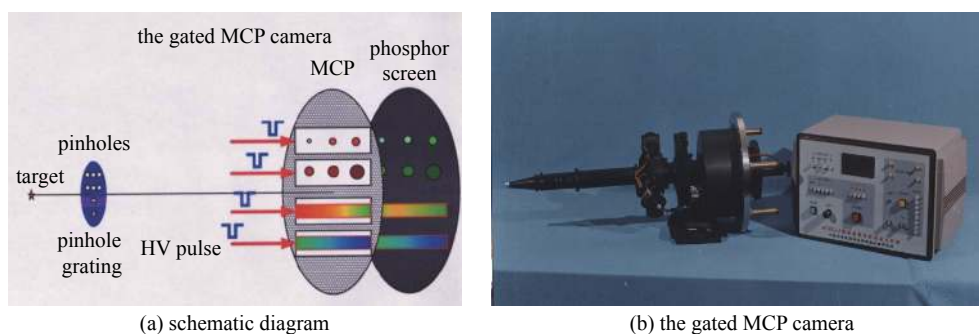 the gated MCP camera
MCP
phosphor
screen
pinholes
target
pinhole
grating
HV pulse
(a) schematic diagram
(b) the gated MCP camera